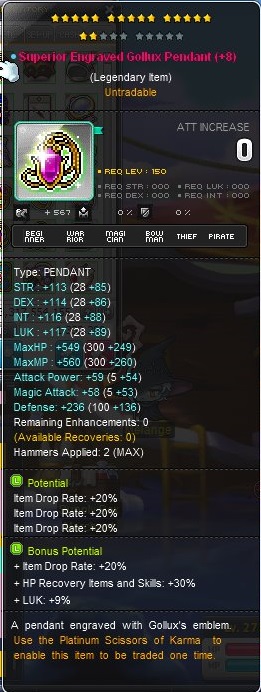 Superior Engraved Gollux Pendant (+8)
(Legendary Item)
Untradable
ATT INCREASE
0
• REQ LEV : 150
• REQ STR : 000 • REQ LUK : 000
• REQ DEX : 000 • REQ INT : 000
+ 567 0 % 0 %
BEGINNER WARRIOR MAGICIAN BOWMAN THIEF PIRATE
Type: PENDANT
STR : +113 (28 +85)
DEX : +114 (28 +86)
INT : +116 (28 +88)
LUK : +117 (28 +89)
MaxHP : +549 (300 +249)
MaxMP : +560 (300 +260)
Attack Power: +59 (5 +54)
Magic Attack: +58 (5 +53)
Defense: +236 (100 +136)
Remaining Enhancements: 0
(Available Recoveries: 0)
Hammers Applied: 2 (MAX)
L Potential
Item Drop Rate: +20%
Item Drop Rate: +20%
Item Drop Rate: +20%
L Bonus Potential
+ Item Drop Rate: +20%
+ HP Recovery Items and Skills: +30%
+ LUK: +9%
A pendant engraved with Gollux's emblem.
Use the Platinum Scissors of Karma to
enable this item to be traded one time.